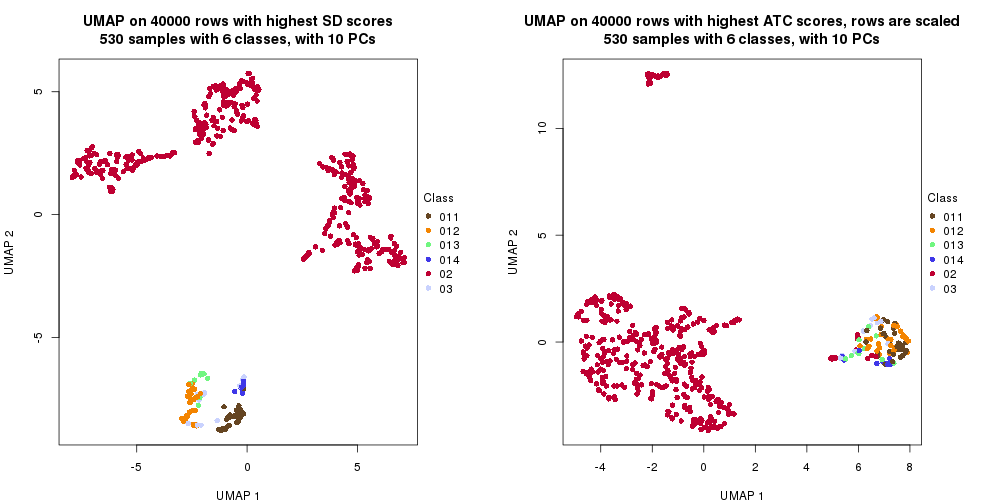 UMAP on 40000 rows with highest SD scores
530 samples with 6 classes, with 10 PCs
5
0
-5
UMAP 2
-5
0
5
UMAP 1
Class
011
012
013
014
02
03
UMAP on 40000 rows with highest ATC scores, rows are scaled
530 samples with 6 classes, with 10 PCs
10
5
0
UMAP 2
-4
-2
0
2
4
6
8
UMAP 1
Class
011
012
013
014
02
03